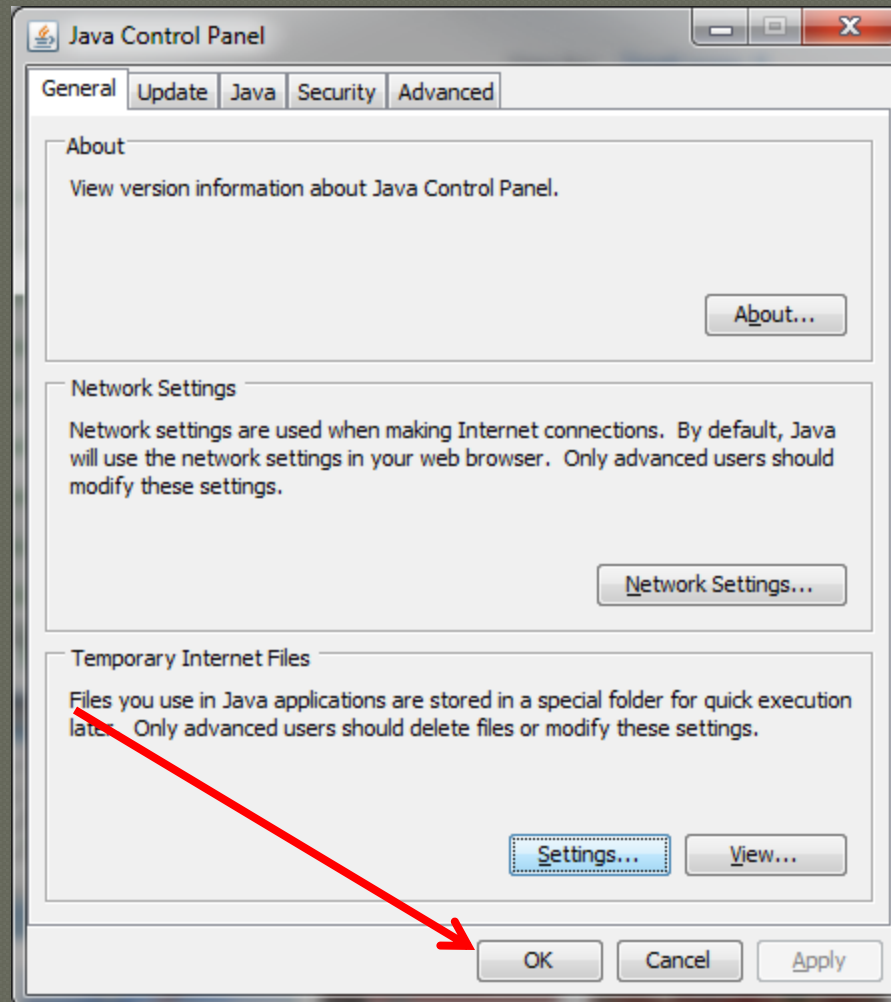 Java Control Panel
General Update Java Security Advanced
About
View version information about Java Control Panel.
About...
Network Settings
Network settings are used when making Internet connections. By default, Java
will use the network settings in your web browser. Only advanced users should
modify these settings.
Network Settings...
Temporary Internet Files
Files you use in Java applications are stored in a special folder for quick execution
later. Only advanced users should delete files or modify these settings.
Settings... View...
OK Cancel Apply